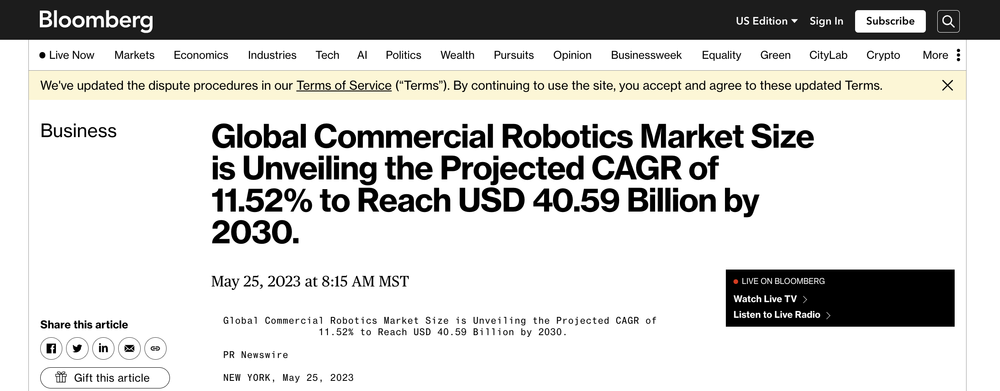 Bloomberg
US Edition Sign In Subscribe
Live Now Markets Economics Industries Tech AI Politics Wealth Pursuits Opinion Businessweek Equality Green CityLab Crypto More
We've updated the dispute procedures in our Terms of Service (“Terms”). By continuing to use the site, you accept and agree to these updated Terms.
Business
Global Commercial Robotics Market Size
is Unveiling the Projected CAGR of
11.52% to Reach USD 40.59 Billion by
2030.
May 25, 2023 at 8:15 AM MST
LIVE ON BLOOMBERG
Watch Live TV
Listen to Live Radio
Share this article
Gift this article
Global Commercial Robotics Market Size is Unveiling the Projected CAGR of
11.52% to Reach USD 40.59 Billion by 2030.
PR Newswire
NEW YORK, May 25, 2023